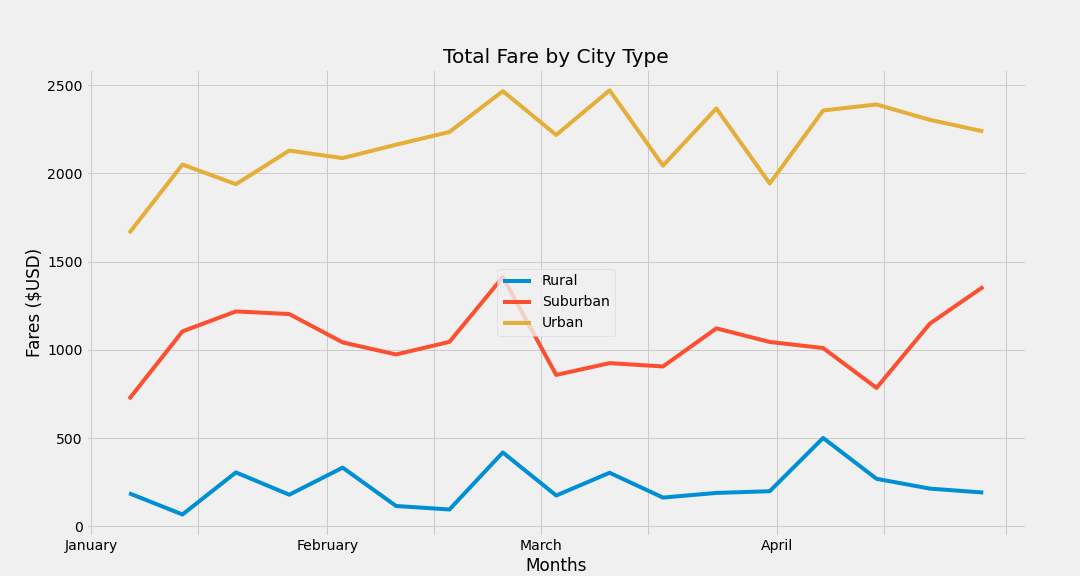 Total Fare by City Type
Fares ($USD)
2500
2000
1500
1000
500
0
Rural
Suburban
Urban
January February March April
Months